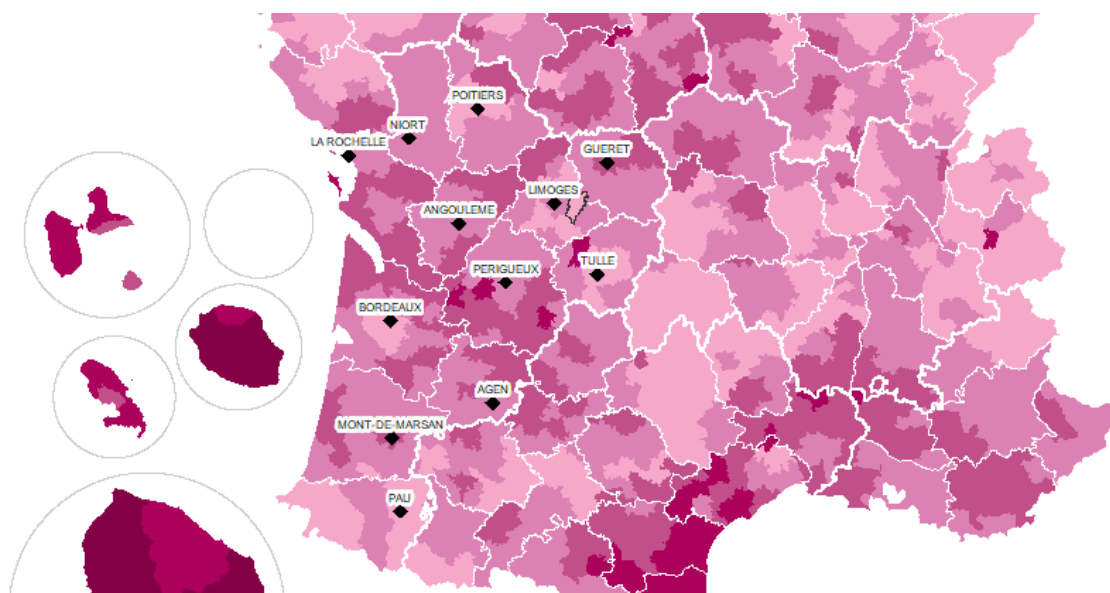 POITIERS
NIORT
LA ROCHELLE
GUERET
LIMOGES
ANGOULEME
TULLE
PERIGUEUX
BORDEAUX
AGEN
MONT-DE-MARSAN
PAU